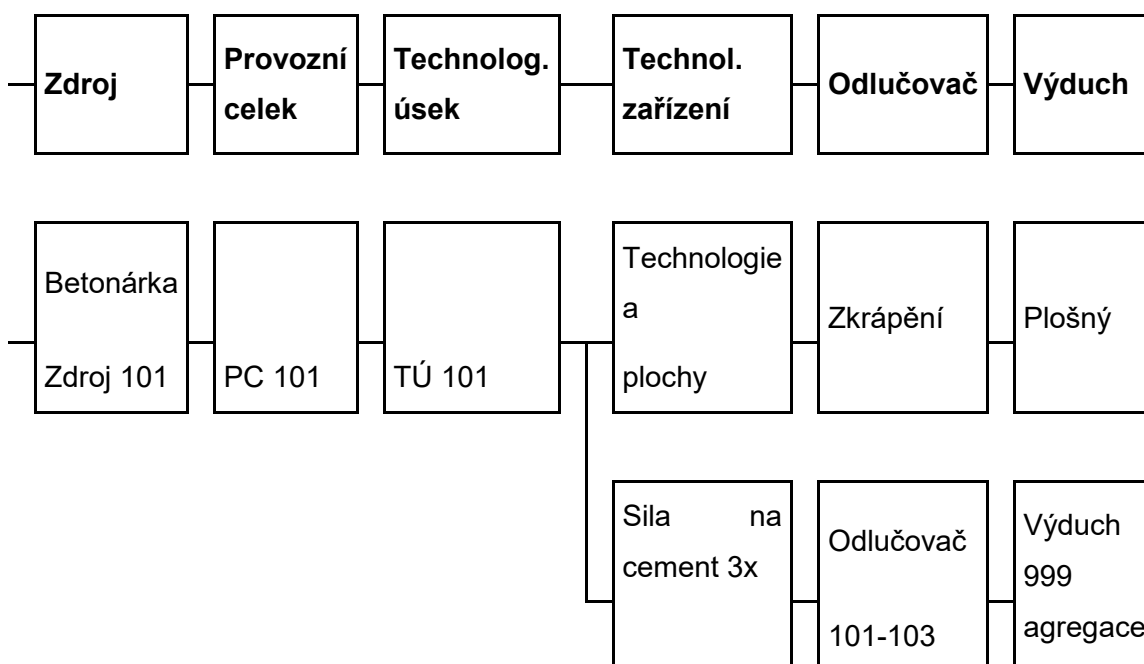 Zdroj
Provozní
celek
Technolog.
úsek
Technol.
zařízení
Odlučovač
Výduch
Betonárka
Zdroj 101
PC 101
TÚ 101
Technologie
a
plochy
Zkrápění
Plošný
Sila na
cement 3x
Odlučovač
101-103
Výduch
999
agregace